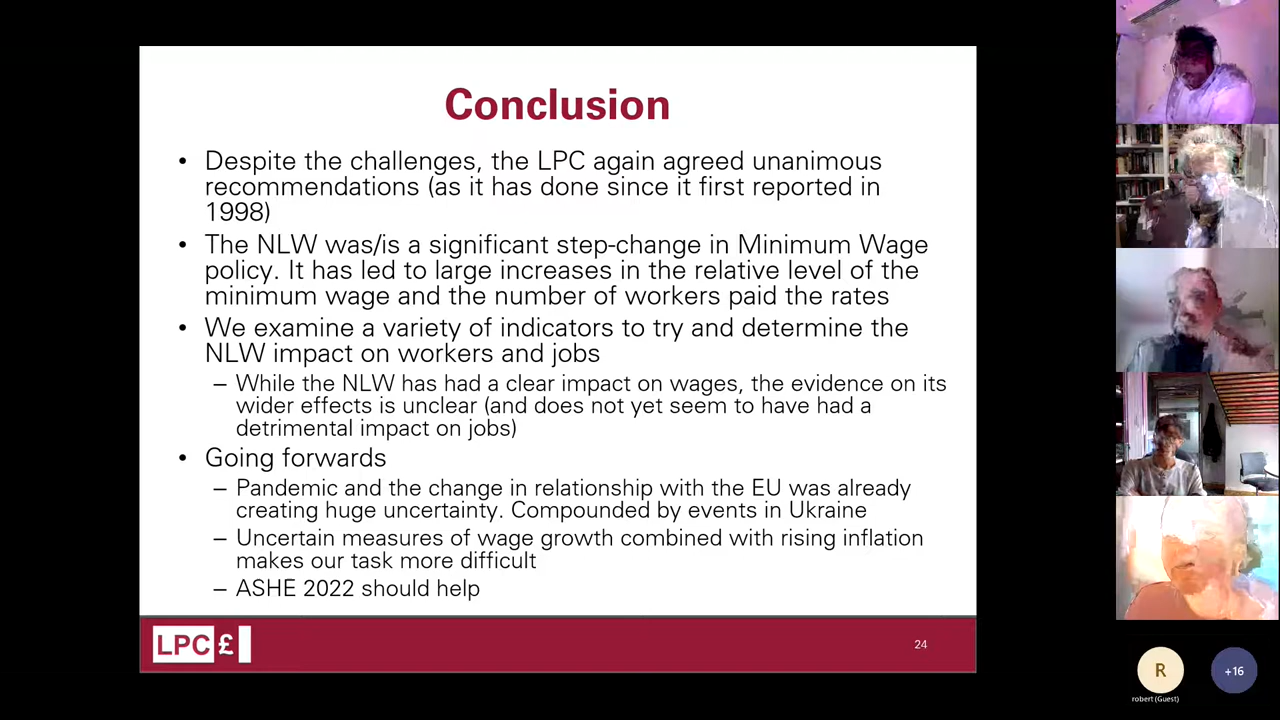 Conclusion
• Despite the challenges, the LPC again agreed unanimous
recommendations (as it has done since it first reported in
1998)
• The NLW was/is a significant step-change in Minimum Wage
policy. It has led to large increases in the relative level of the
minimum wage and the number of workers paid the rates
• We examine a variety of indicators to try and determine the
NLW impact on workers and jobs
– While the NLW has had a clear impact on wages, the evidence on its
wider effects is unclear (and does not yet seem to have had a
detrimental impact on jobs)
• Going forwards
– Pandemic and the change in relationship with the EU was already
creating huge uncertainty. Compounded by events in Ukraine
– Uncertain measures of wage growth combined with rising inflation
makes our task more difficult
– ASHE 2022 should help
LPC £
24
R
+16
robert (Guest)